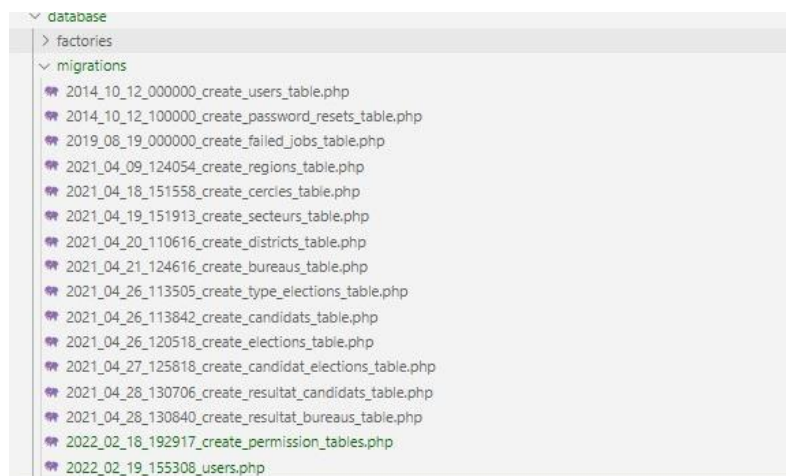 database
factories
migrations
2014_10_12_000000_create_users_table.php
2014_10_12_100000_create_password_resets_table.php
2019_08_19_000000_create_failed_jobs_table.php
2021_04_09_124054_create_regions_table.php
2021_04_18_151558_create_cercles_table.php
2021_04_19_151913_create_secteurs_table.php
2021_04_20_110616_create_districts_table.php
2021_04_21_124616_create_bureaus_table.php
2021_04_26_113505_create_type_elections_table.php
2021_04_26_113842_create_candidats_table.php
2021_04_26_120518_create_elections_table.php
2021_04_27_125818_create_candidat_elections_table.php
2021_04_28_130706_create_resultat_candidats_table.php
2021_04_28_130840_create_resultat_bureaus_table.php
2022_02_18_192917_create_permission_tables.php
2022_02_19_155308_users.php